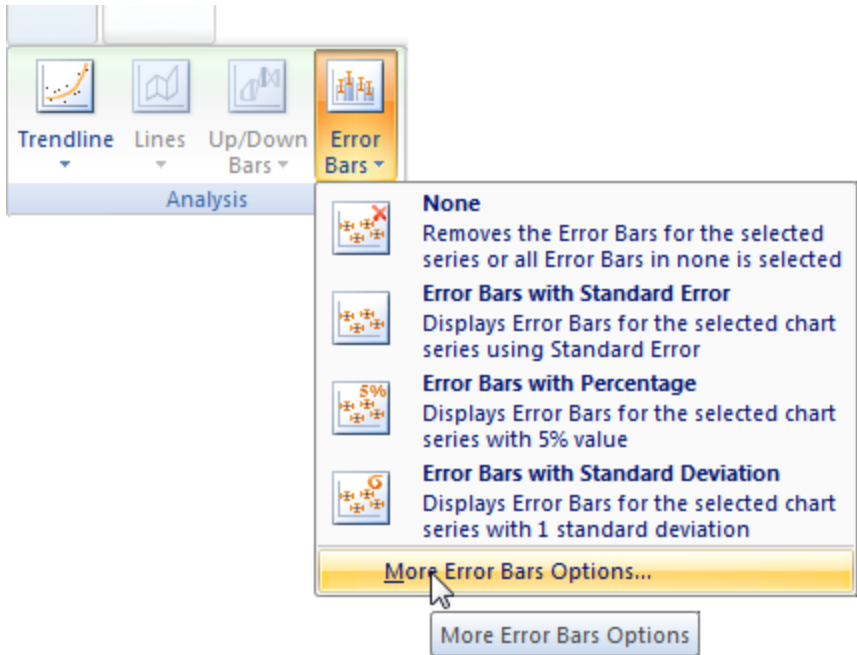 Trendline Lines Up/Down Error
Bars Bars
Analysis
None
Removes the Error Bars for the selected
series or all Error Bars in none is selected
Error Bars with Standard Error
Displays Error Bars for the selected chart
series using Standard Error
5%
Error Bars with Percentage
Displays Error Bars for the selected chart
series with 5% value
σ
Error Bars with Standard Deviation
Displays Error Bars for the selected chart
series with 1 standard deviation
More Error Bars Options...
More Error Bars Options